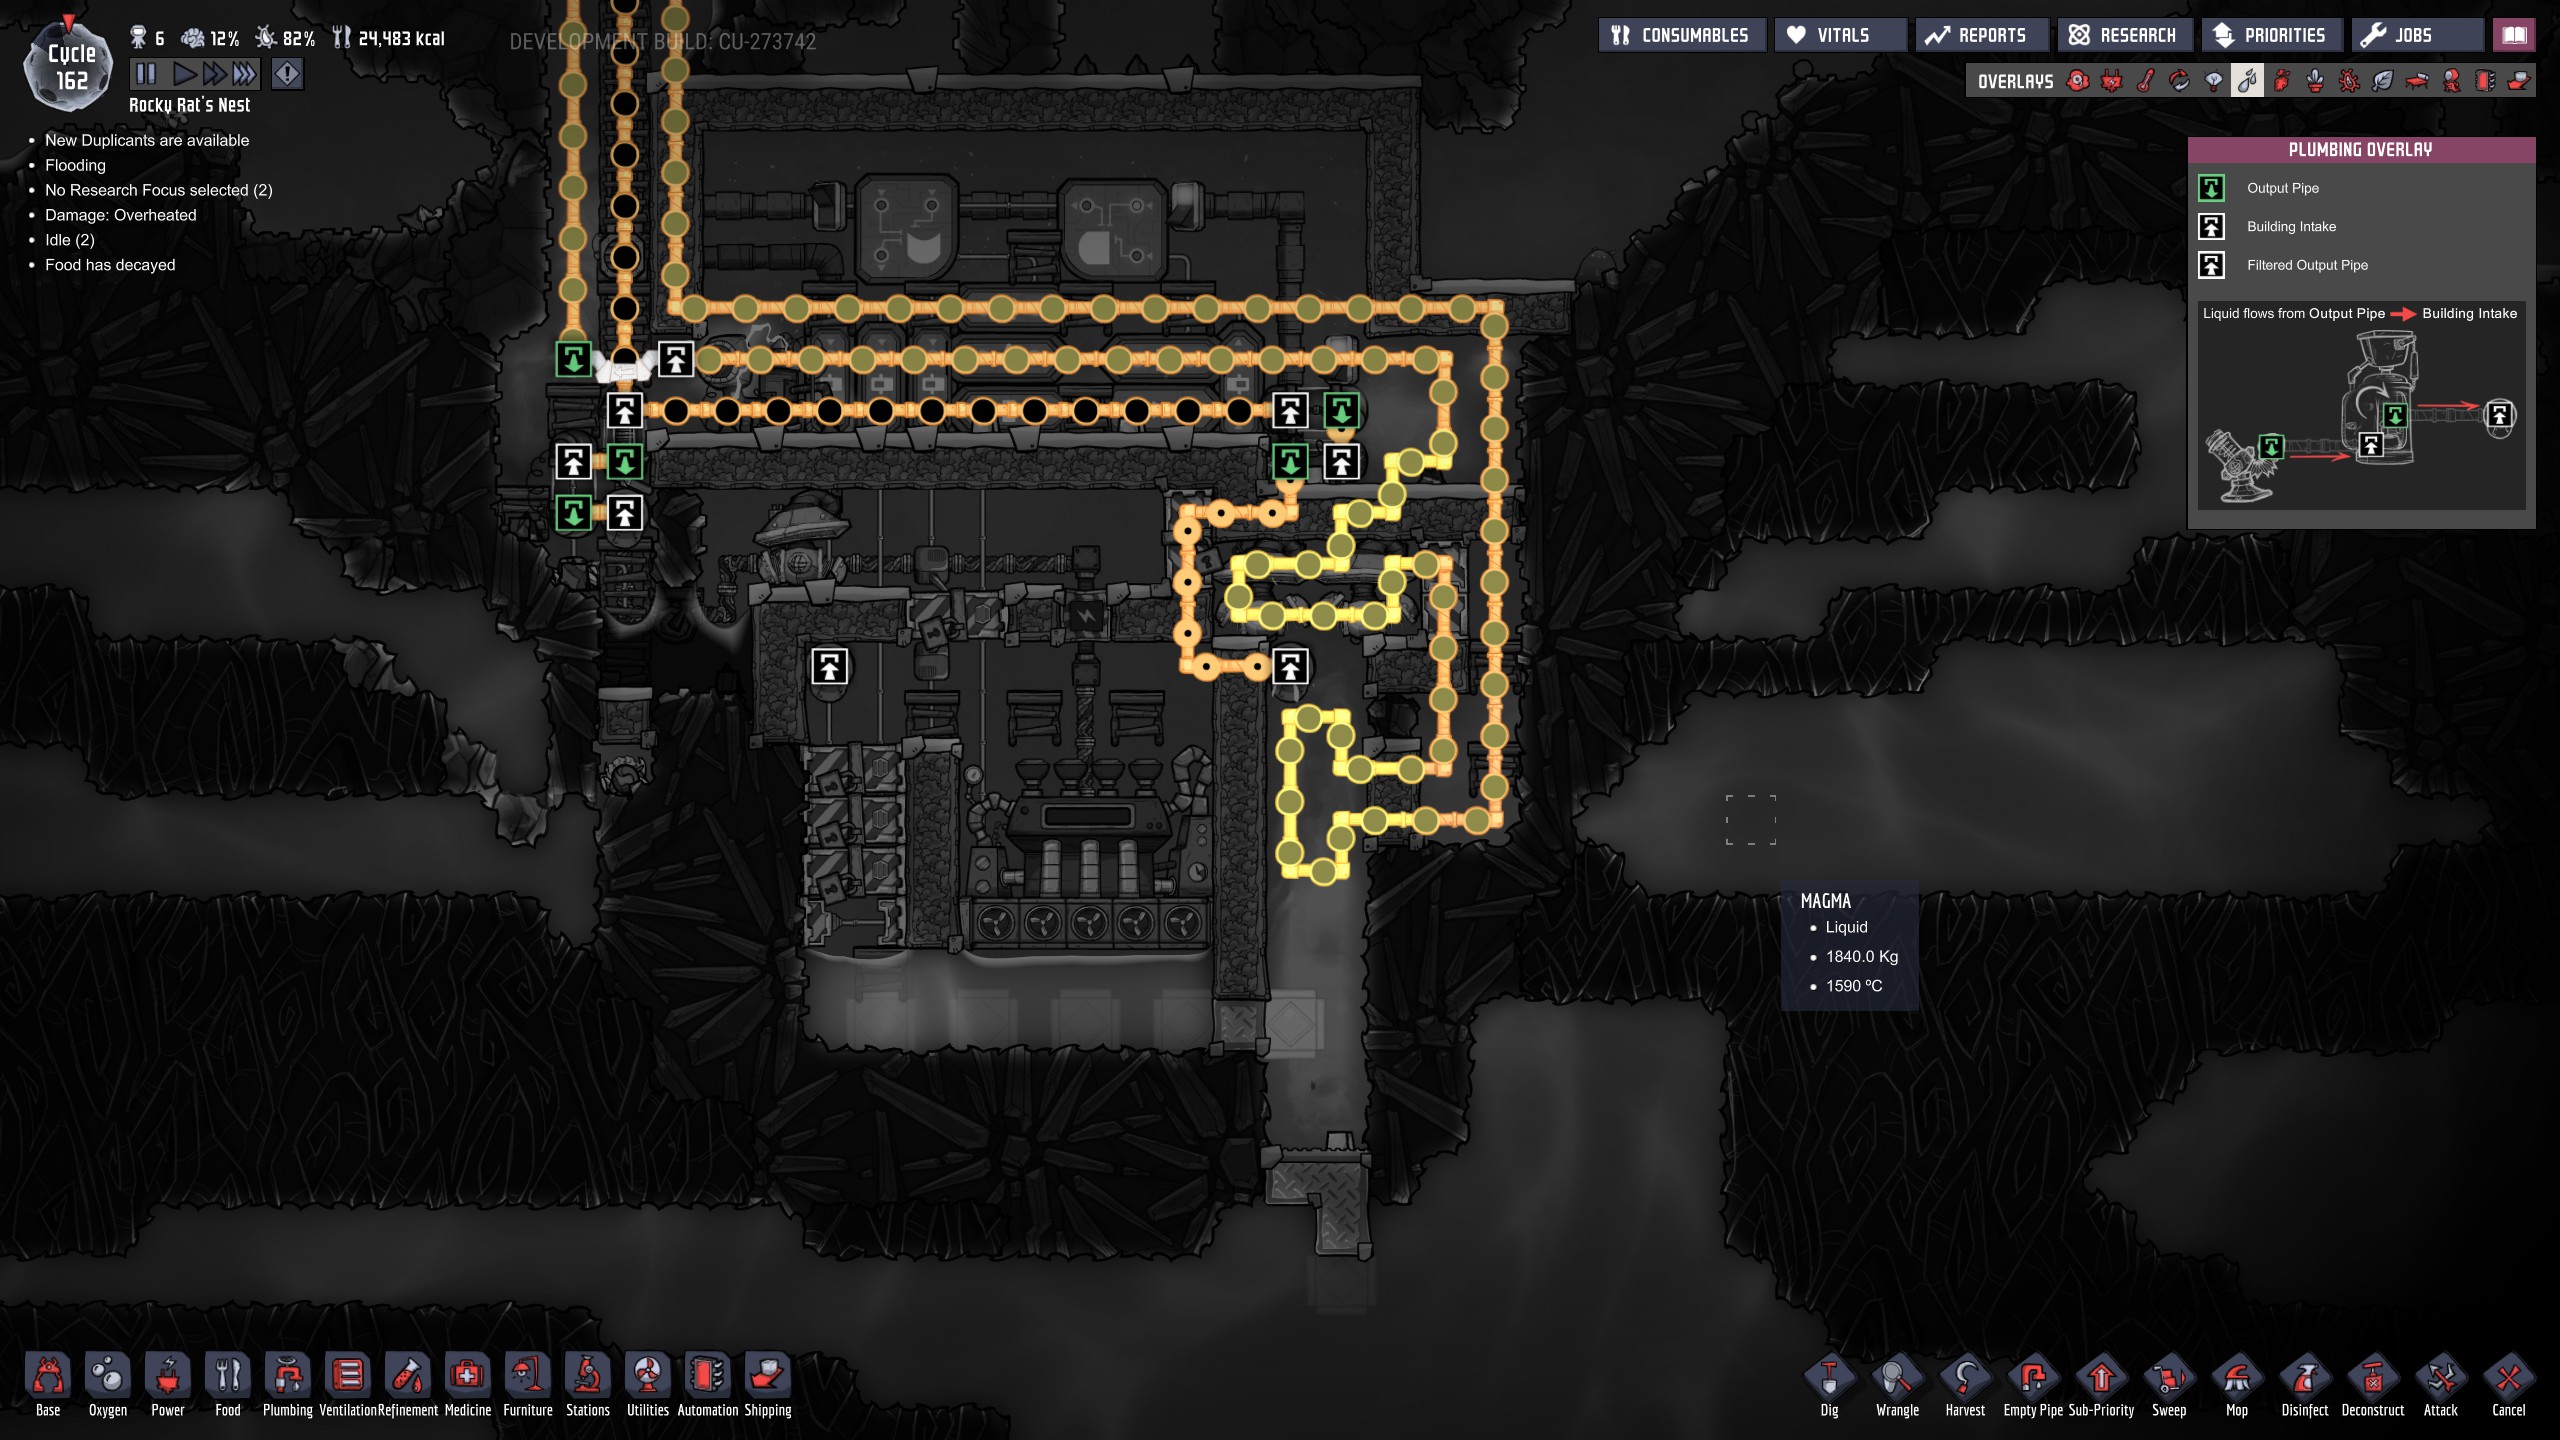 Cycle
162
6
12%
82%
24,483 kcal
Rocky Rat's Nest
DEVELOPMENT BUILD: CU-273742
New Duplicants are available
Flooding
No Research Focus selected (2)
Damage: Overheated
Idle (2)
Food has decayed
CONSUMABLES
VITALS
REPORTS
RESEARCH
PRIORITIES
JOBS
OVERLAYS
PLUMBING OVERLAY
Output Pipe
Building Intake
Filtered Output Pipe
Liquid flows from Output Pipe Building Intake
MAGMA
Liquid
1840.0 Kg
1590 ºC
Base
Oxygen
Power
Food
Plumbing
Ventilation
Refinement
Medicine
Furniture
Stations
Utilities
Automation
Shipping
Dig
Wrangle
Harvest
Empty Pipe
Sub-Priority
Sweep
Mop
Disinfect
Deconstruct
Attack
Cancel